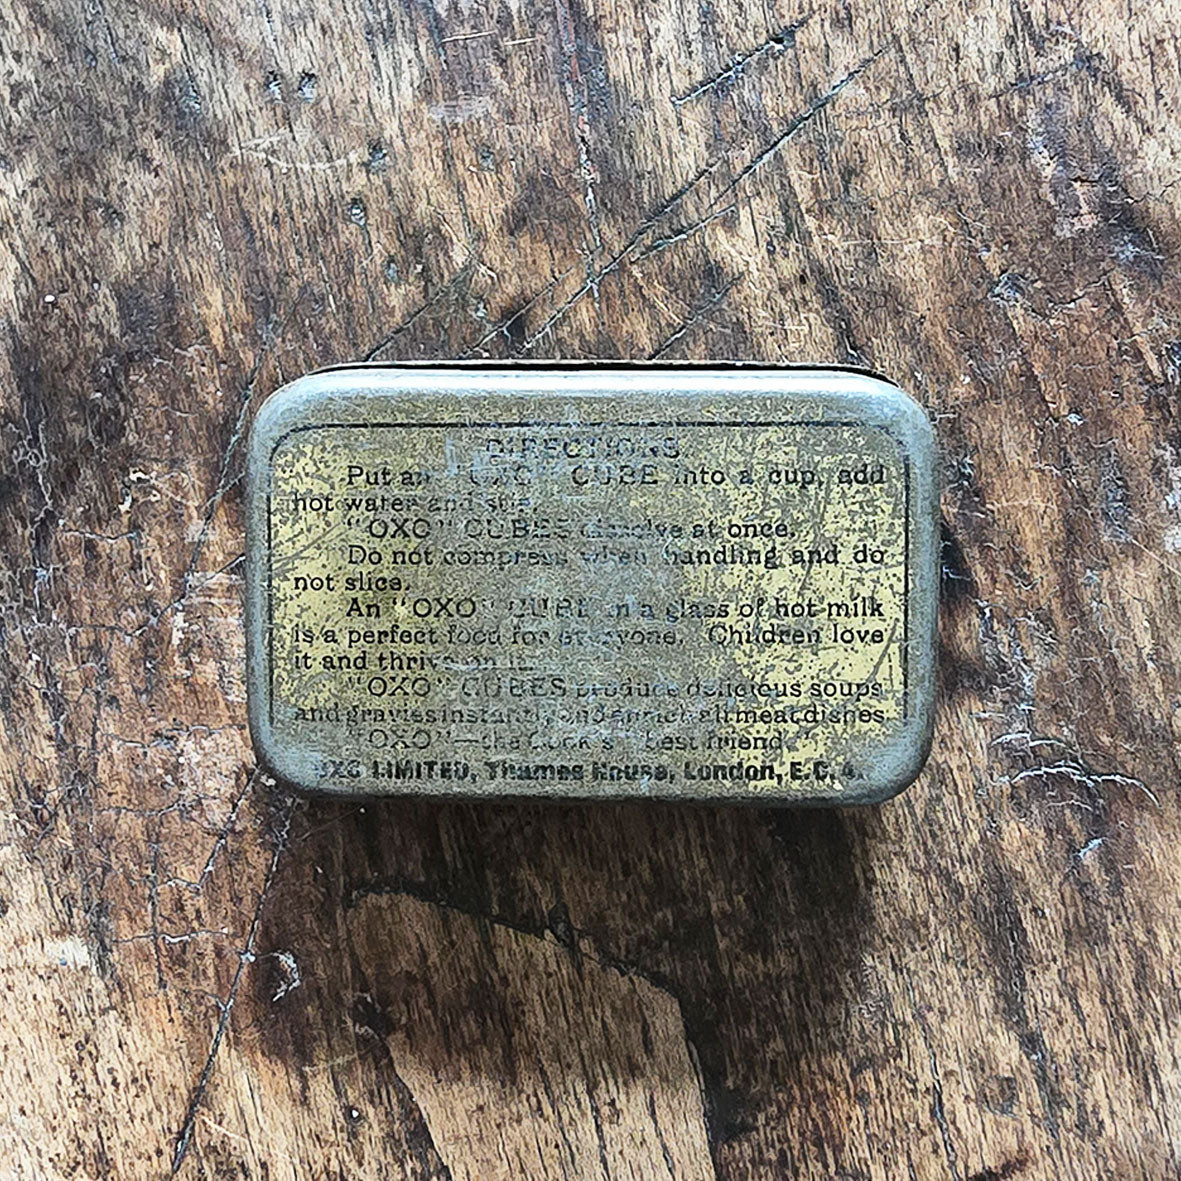 DIRECTIONS.
Put an "OXO" CUBE into a cup, add
hot water and stir.
"OXO" CUBES dissolve at once.
Do not compress when handling and do
not slice.
An "OXO" CUBE in a glass of hot milk
is a perfect food for everyone. Children love
it and thrive on it.
"OXO" CUBES produce delicious soups
and gravies instantly, and enrich all meat dishes.
"OXO"—the Cook's best friend.
OXO LIMITED, Thames House, London, E.C.4.